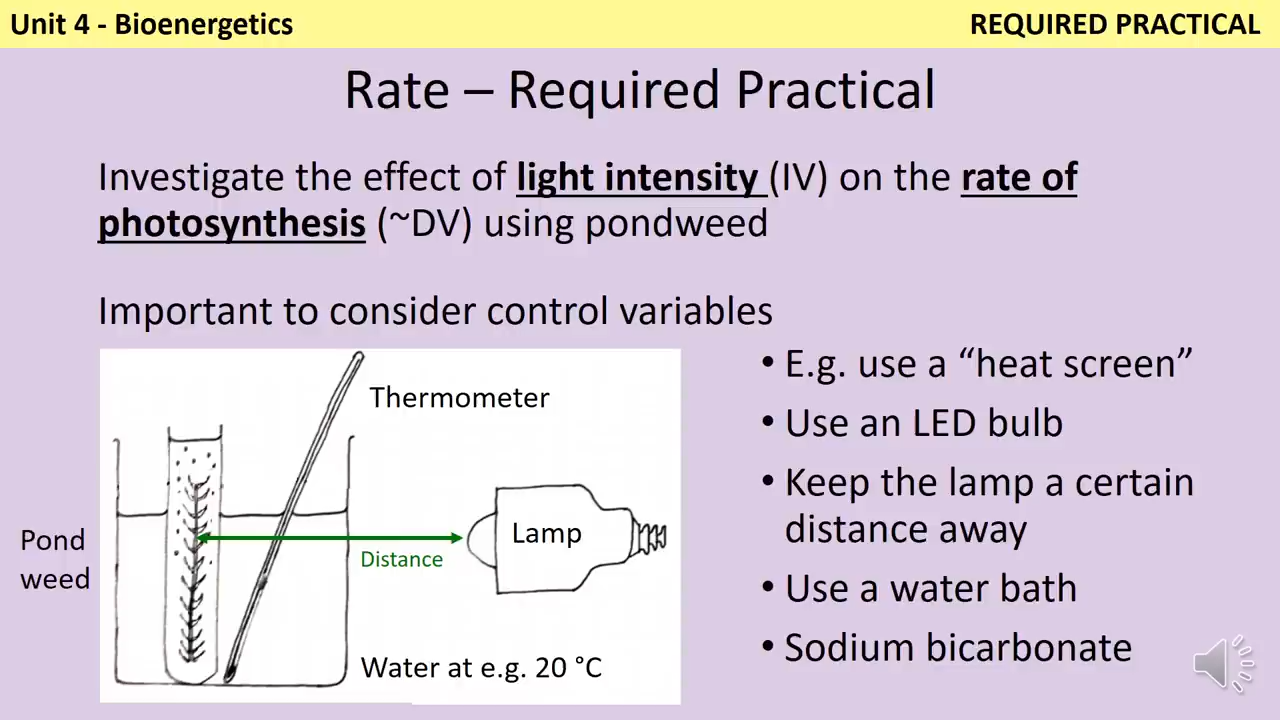 Unit 4 - Bioenergetics
REQUIRED PRACTICAL
Rate – Required Practical
Investigate the effect of light intensity (IV) on the rate of
photosynthesis (~DV) using pondweed
Important to consider control variables
Thermometer
Lamp
Distance
Pond
weed
Water at e.g. 20 °C
• E.g. use a “heat screen”
• Use an LED bulb
• Keep the lamp a certain
distance away
• Use a water bath
• Sodium bicarbonate